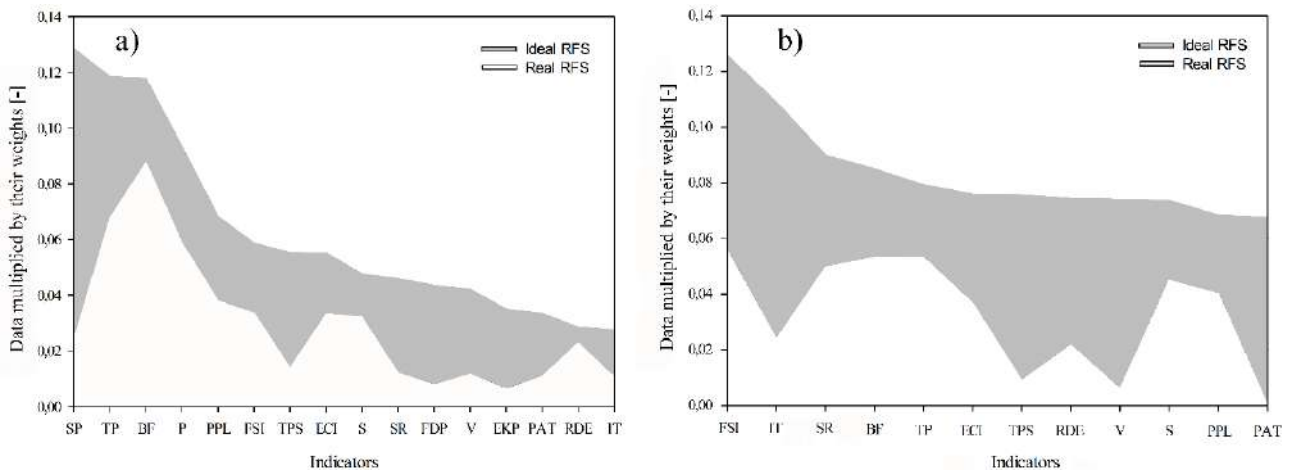 a)
Ideal RFS
Real RFS
Data multiplied by their weights [-]
0,14
0,12
0,10
0,08
0,06
0,04
0,02
0,00
SP TP BF P PPL FSI TPS ECI S SR FDP V EKP PAT RDE IT
Indicators
b)
Ideal RFS
Real RFS
Data multiplied by their weights [-]
0,14
0,12
0,10
0,08
0,06
0,04
0,02
0,00
FSI IT SR BF TP ECI TPS RDE V S PPL PAT
Indicators